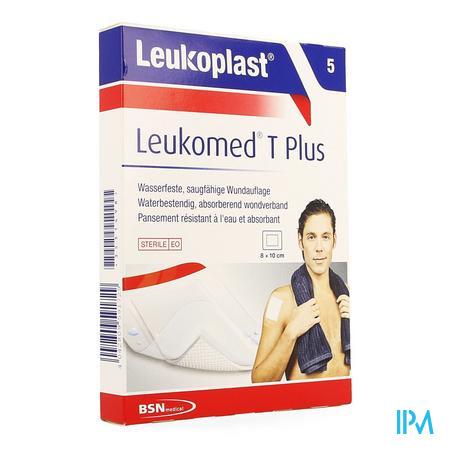 Leukoplast®
5
Leukomed® T Plus
Wasserfeste, saugfähige Wundauflage
Waterbestendig, absorberend wondverband
Pansement résistant à l'eau et absorbant
STERILE EO
8 x 10 cm
BSN medical
IPM